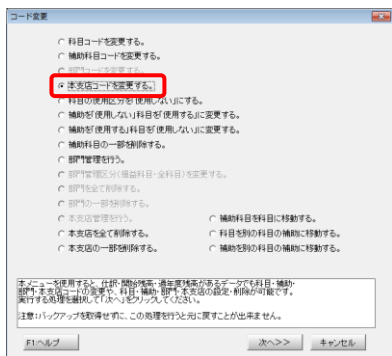 コード変更
科目コードを変更する。
補助科目コードを変更する。
部門コードを変更する。
本支店コードを変更する。
科目の使用区分を「使用しない」にする。
補助を「使用しない」科目を「使用する」に変更する。
補助を「使用する」科目を「使用しない」に変更する。
補助科目の一部を削除する。
部門管理を行う。
部門管理区分(損益科目・全科目)を変更する。
部門を全て削除する。
部門の一部を削除する。
本支店管理を行う。
補助科目を科目に移動する。
本支店を全て削除する。
科目を別の科目の補助に移動する。
本支店の一部を削除する。
補助を別の科目の補助に移動する。
本メニューを使用すると、仕訳・開始残高・過年度残高があるデータでも科目・補助・
部門・本支店コードの変更や、科目・補助・部門・本支店の設定・削除が可能です。
実行する処理を選択して「次へ」をクリックしてください。
注意:バックアップを取得せずに、この処理を行うと元に戻すことが出来ません。
F1:ヘルプ
次へ>>
キャンセル